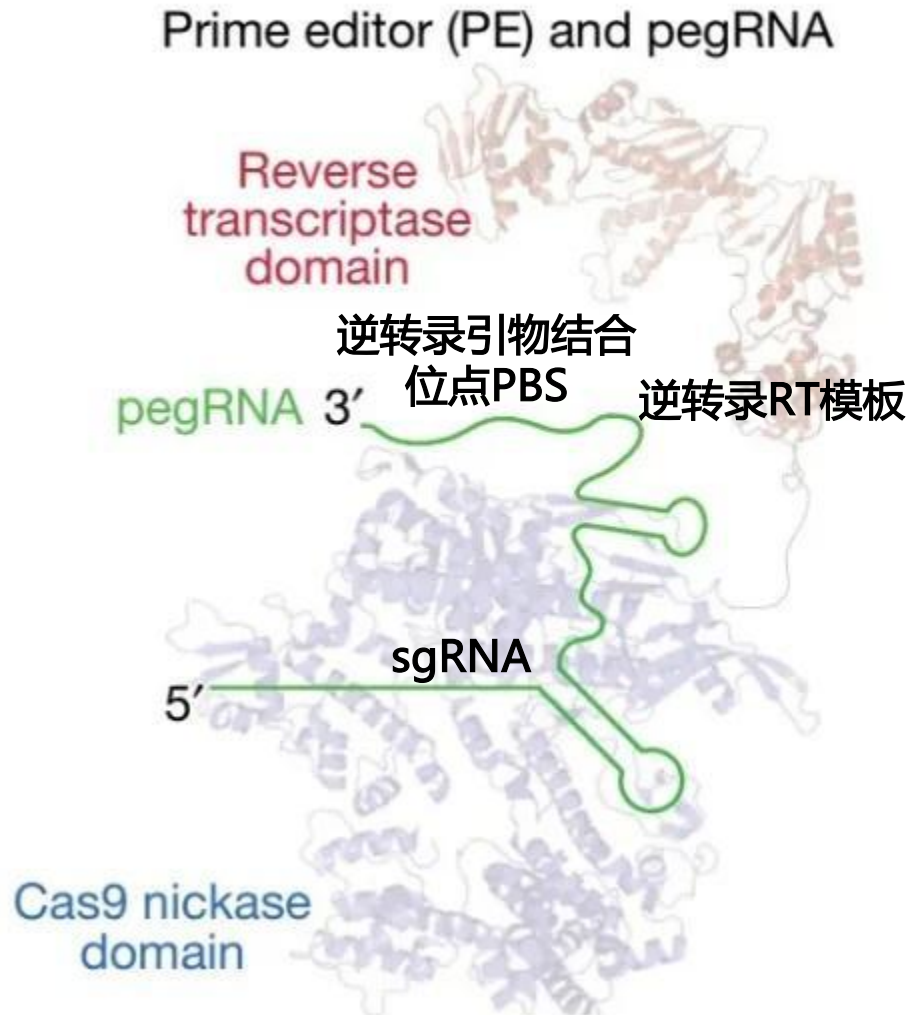 Prime editor (PE) and pegRNA
Reverse
transcriptase
domain
逆转录引物结合
位点PBS
逆转录RT模板
pegRNA 3′
sgRNA
5′
Cas9 nickase
domain